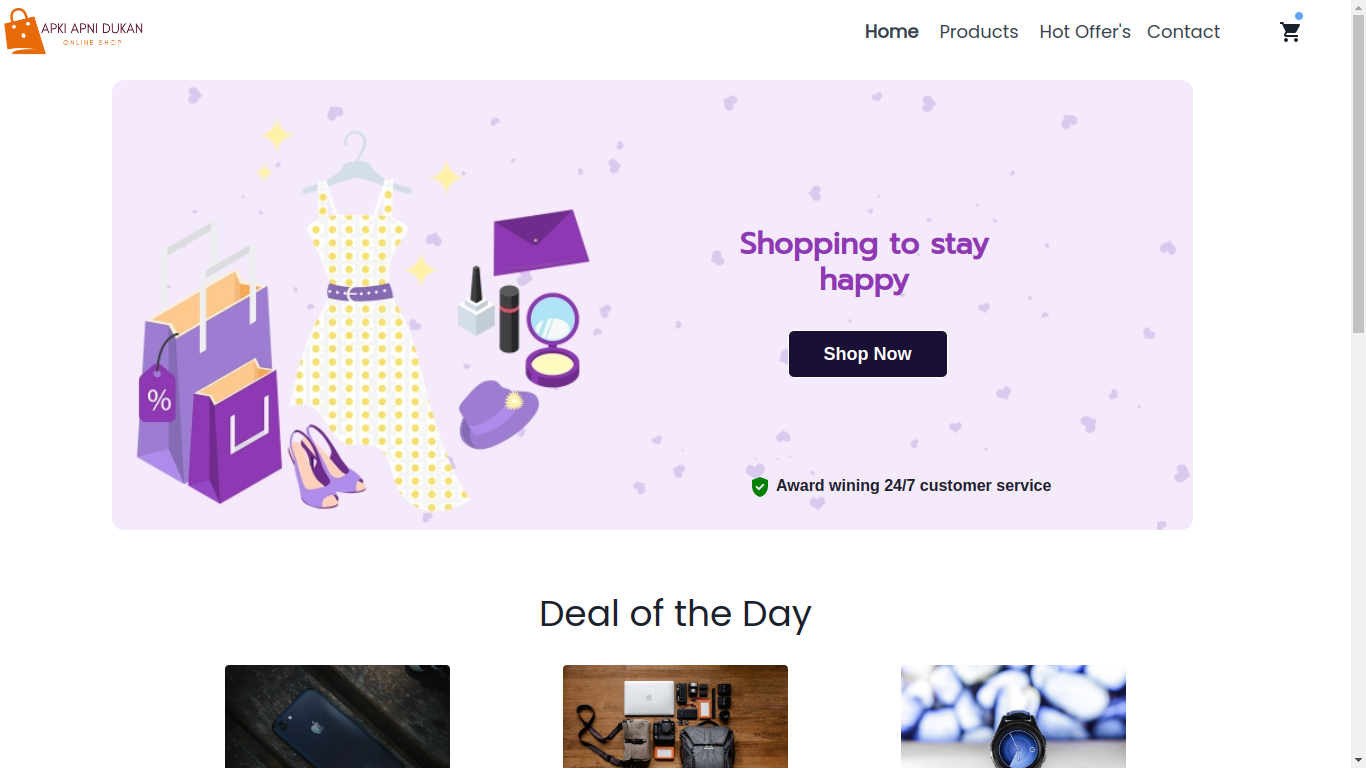 APKI APNI DUKAN
ONLINE SHOP
Home Products Hot Offer's Contact
Shopping to stay
happy
%
Shop Now
Award wining 24/7 customer service
Deal of the Day